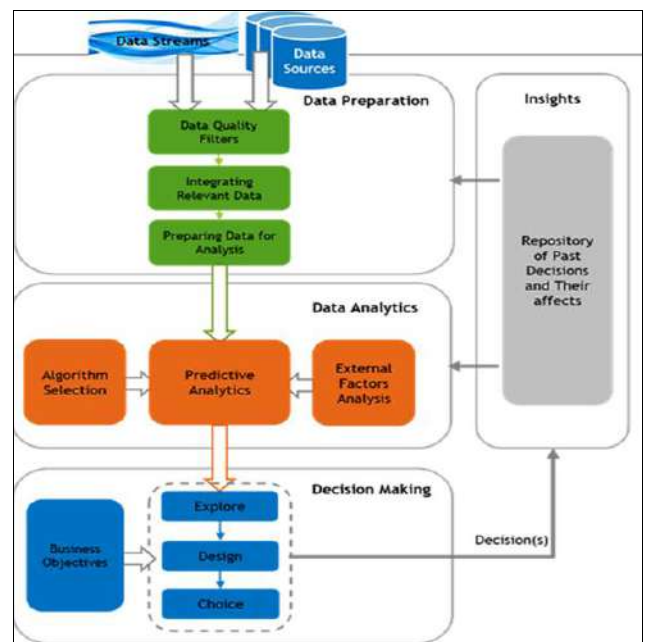 Data Streams
Data
Sources
Data Preparation
Insights
Data Quality
Filters
Integrating
Relevant Data
Preparing Data for
Analysis
Repository
of Past
Decisions
and Their
affects
Data Analytics
Algorithm
Selection
Predictive
Analytics
External
Factors
Analysis
Decision Making
Business
Objectives
Explore
Design
Choice
Decision(s)